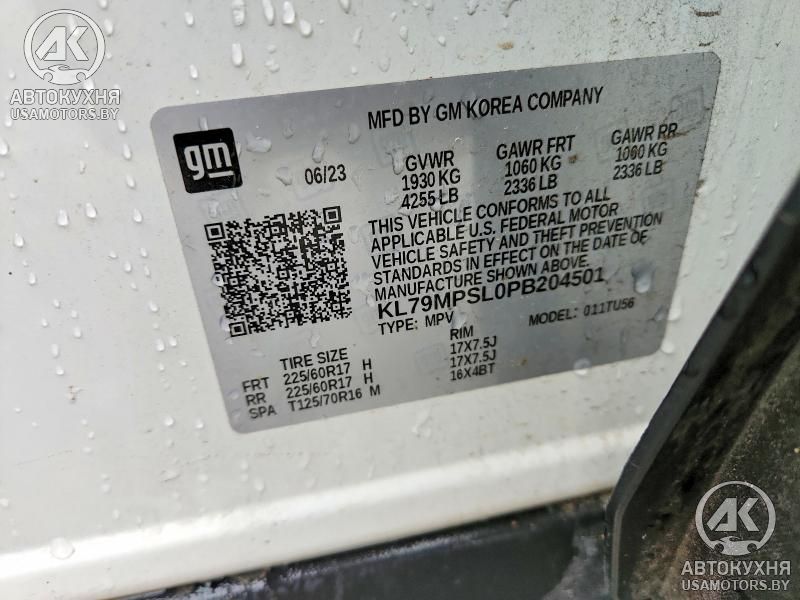 AK
АВТОКУХНЯ
USAMOTORS.BY
MFD BY GM KOREA COMPANY
gm
06/23 GVWR GAWR FRT GAWR RR
1930 KG 1060 KG 1060 KG
4255 LB 2336 LB 2336 LB
THIS VEHICLE CONFORMS TO ALL
APPLICABLE U.S. FEDERAL MOTOR
VEHICLE SAFETY AND THEFT PREVENTION
STANDARDS IN EFFECT ON THE DATE OF
MANUFACTURE SHOWN ABOVE.
KL79MPSL0PB204501
TYPE: MPV MODEL: 011TU56
TIRE SIZE RIM
FRT 225/60R17 H 17X7.5J
RR 225/60R17 H 17X7.5J
SPA T125/70R16 M 16X4BT
AK
АВТОКУХНЯ
USAMOTORS.BY